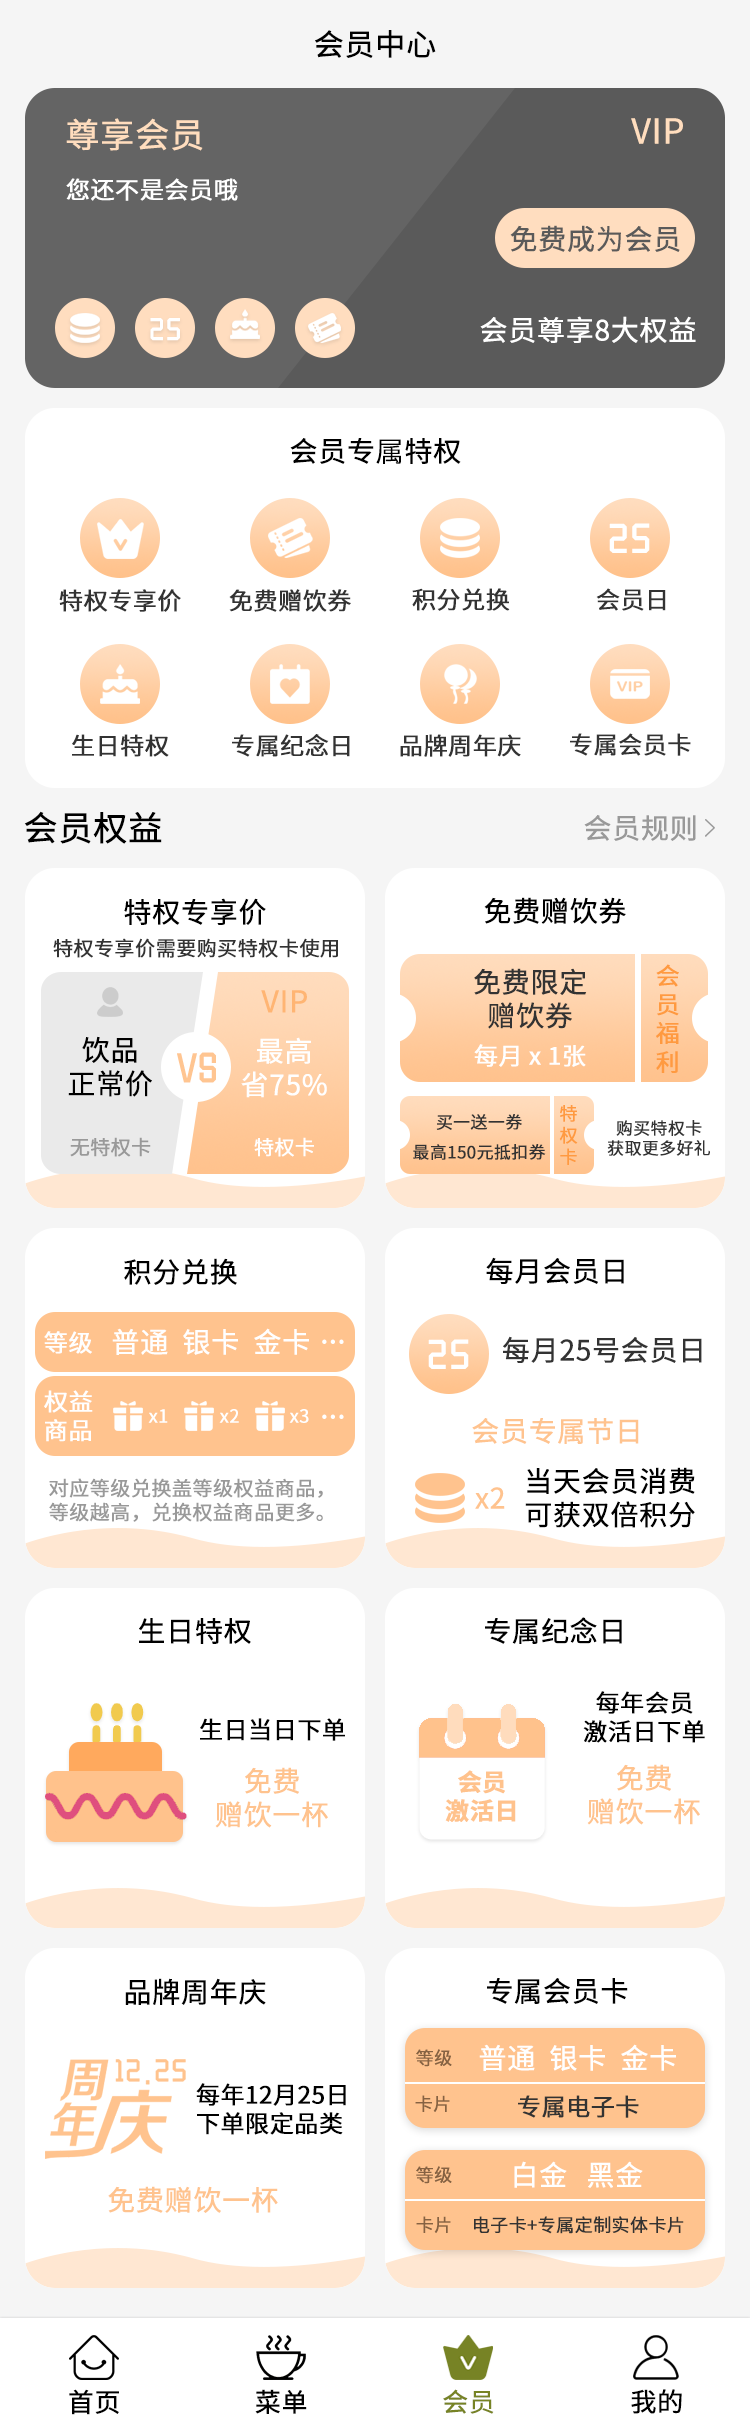 会员中心
尊享会员
VIP
您还不是会员哦
免费成为会员
25
会员尊享8大权益
会员专属特权
25
特权专享价
免费赠饮券
积分兑换
会员日
VIP
生日特权
专属纪念日
品牌周年庆
专属会员卡
会员权益
会员规则
特权专享价
特权专享价需要购买特权卡使用
饮品
正常价
无特权卡
VS
VIP
最高
省75%
特权卡
免费赠饮券
免费限定
赠饮券
每月 x 1张
会员福利
买一送一券
最高150元抵扣券
特权卡
购买特权卡
获取更多好礼
积分兑换
等级 普通 银卡 金卡 ···
权益
商品
x1 x2 x3 ···
对应等级兑换盖等级权益商品,
等级越高，兑换权益商品更多。
每月会员日
25
每月25号会员日
会员专属节日
x2
当天会员消费
可获双倍积分
生日特权
生日当日下单
免费
赠饮一杯
专属纪念日
会员
激活日
每年会员
激活日下单
免费
赠饮一杯
品牌周年庆
周年庆
12.25
每年12月25日
下单限定品类
免费赠饮一杯
专属会员卡
等级 普通 银卡 金卡
卡片 专属电子卡
等级 白金 黑金
卡片 电子卡+专属定制实体卡片
首页
菜单
会员
我的